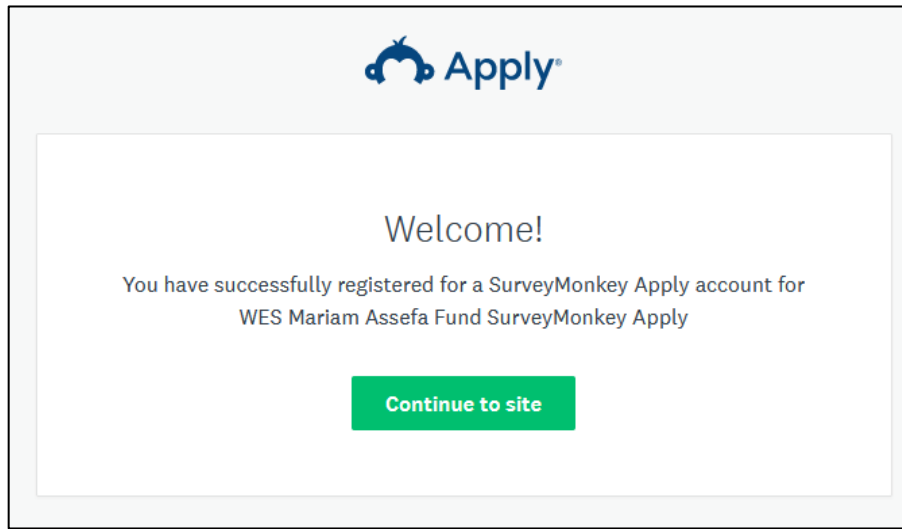 Apply®
Welcome!
You have successfully registered for a SurveyMonkey Apply account for
WES Mariam Assefa Fund SurveyMonkey Apply
Continue to site